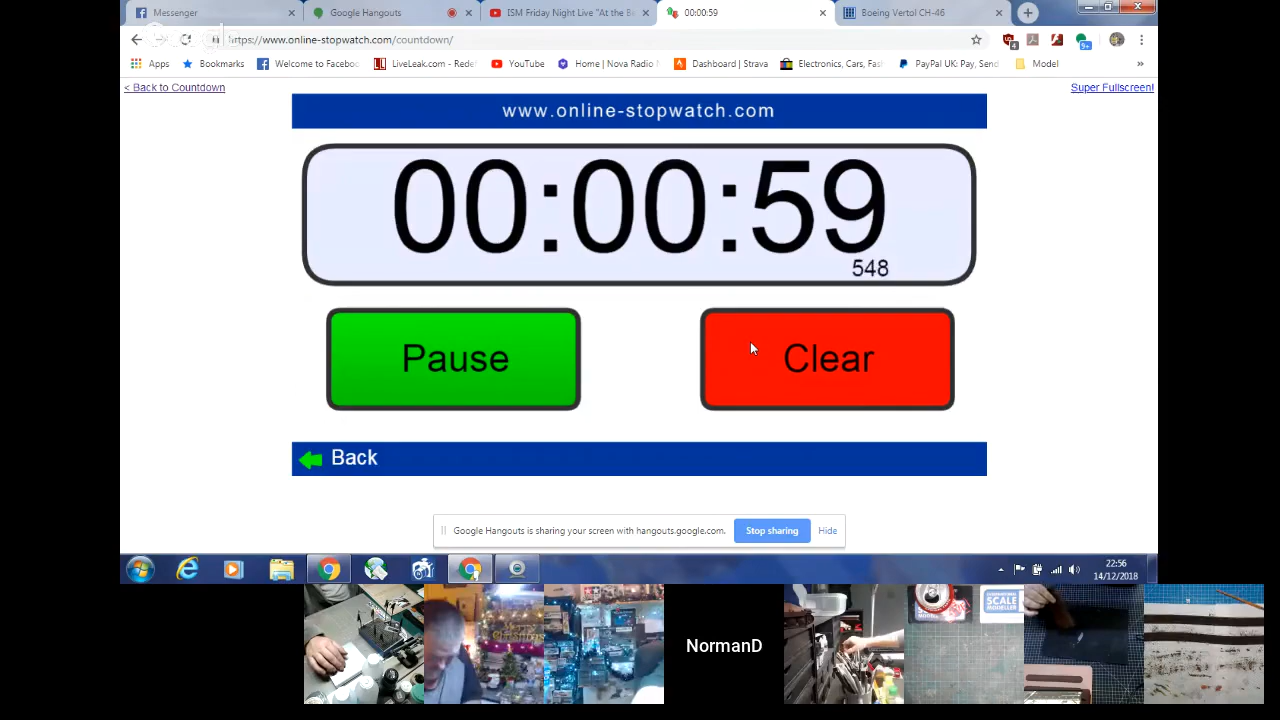 Messenger
Google Hangouts
ISM Friday Night Live "At the Be
00:00:59
Boeing Vertol CH-46
https://www.online-stopwatch.com/countdown/
4
9+
Apps
Bookmarks
Welcome to Faceboo
LiveLeak.com - Rede
YouTube
Home | Nova Radio
Dashboard | Strava
Electronics, Cars, Fas
PayPal UK: Pay, Send
Model
»
< Back to Countdown
Super Fullscreen!
www.online-stopwatch.com
00:00:59
548
Pause
Clear
Back
Google Hangouts is sharing your screen with hangouts.google.com.
Stop sharing
Hide
22:56
14/12/2018
NormanD
SCALE
MODELLER